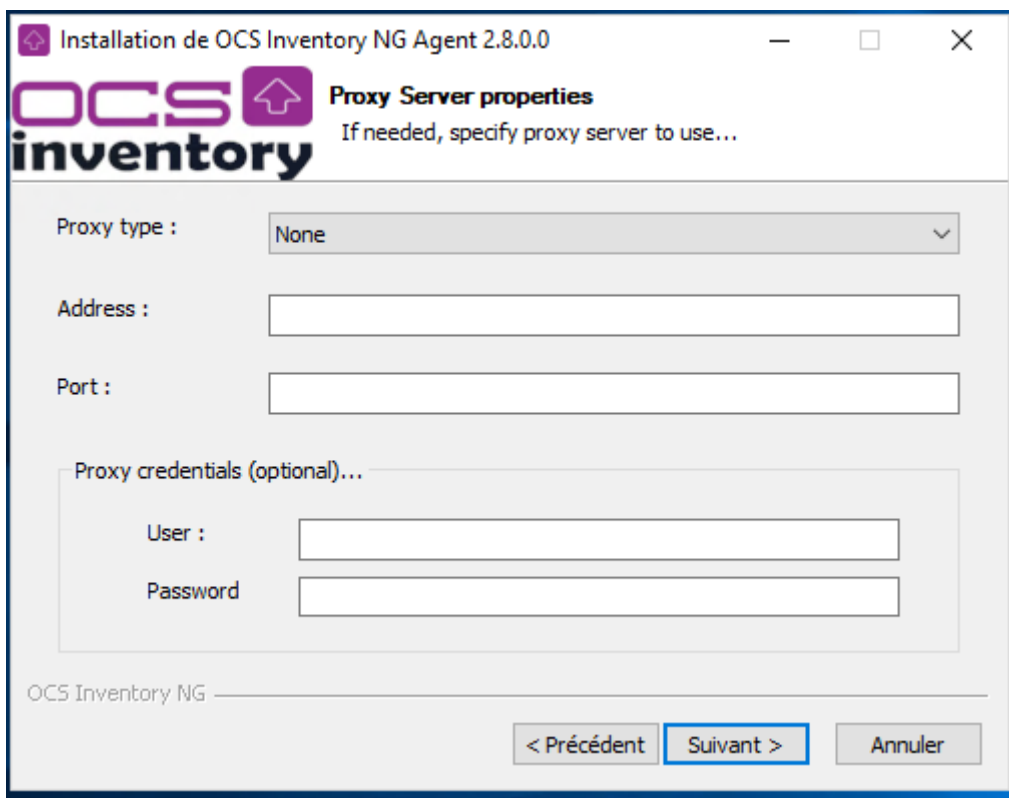 Installation de OCS Inventory NG Agent 2.8.0.0
OCS
inventory
Proxy Server properties
If needed, specify proxy server to use...
Proxy type :
None
Address :
Port :
Proxy credentials (optional)...
User :
Password
OCS Inventory NG
< Précédent
Suivant >
Annuler